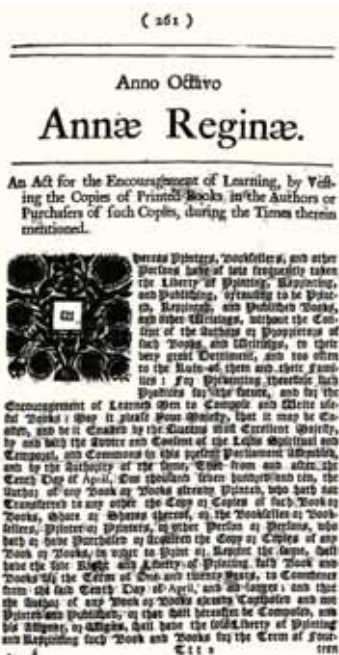 ( 261 )
Anno Octavo
Annæ Reginæ.
An Act for the Encouragement of Learning, by Vest-
ing the Copies of Printed Books in the Authors or
Purchasers of such Copies, during the Times therein
mentioned.
hereas Printers, Booksellers, and other
Persons have of late frequently taken
the Liberty of Printing, Reprinting,
and Publishing, or causing to be Print-
ed, Reprinted, and Published Books,
and other Writings, without the Con-
sent of the Authors or Proprietors of
such Books and Writings, to their
very great Detriment, and too often
to the Ruin of them and their Fami-
lies : For Preventing therefore such
Practices for the future, and for the
Encouragement of Learned Men to Compose and Write use-
ful Books ; May it please Your Majesty, that it may be En-
acted, and be it Enacted by the Queens most Excellent Majesty,
by and with the Advice and Consent of the Lords Spiritual and
Temporal, and Commons in this present Parliament Assembled,
and by the Authority of the same, That from and after the
Tenth Day of April, One thousand seven hundred and ten, the
Author of any Book or Books already Printed, who hath not
Transferred to any other the Copy or Copies of such Book or
Books, Share or Shares thereof, or the Bookseller or Book-
sellers, Printer or Printers, or other Person or Persons, who
hath or have Purchased or Acquired the Copy or Copies of any
Book or Books, in order to Print or Reprint the same, shall
have the sole Right and Liberty of Printing such Book and
Books for the Term of One and twenty Years, to Commence
from the said Tenth Day of April, and no longer ; and that
the Author of any Book or Books already Composed and not
Printed and Published, or that shall hereafter be Composed, and
his Assignee, or Assigns, shall have the sole Liberty of Printing
and Reprinting such Book and Books for the Term of Four-
teen